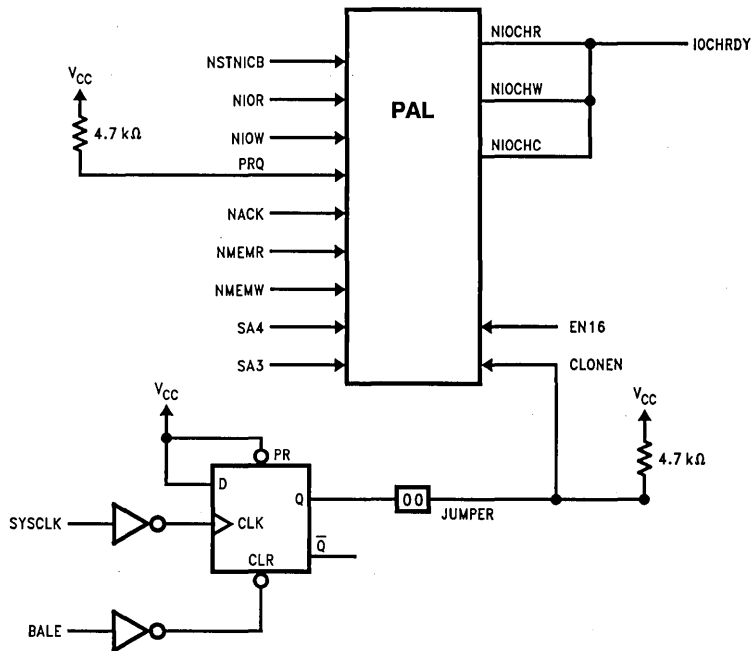 NIOCHR
IOCHRDY
NSTNICB
VCC
NIOR
PAL
NIOCHW
4.7 kΩ
NIOW
NIOCHC
PRQ
NACK
NMEMR
NMEMW
SA4
EN16
SA3
CLONEN
VCC
VCC
PR
4.7 kΩ
D
Q
00
JUMPER
SYSCLK
CLK
Q̅
CLR
BALE